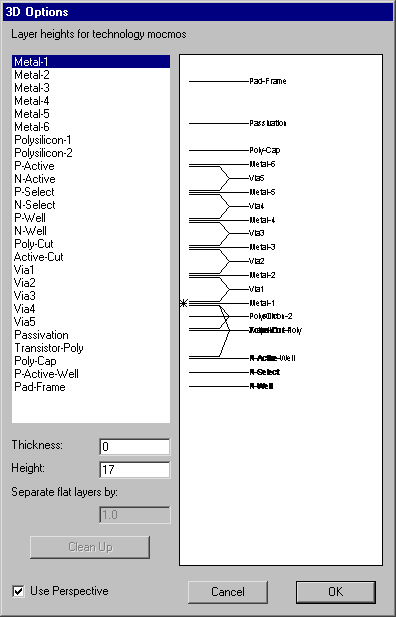 3D Options
Layer heights for technology mocmos
Metal-1
Metal-2
Metal-3
Metal-4
Metal-5
Metal-6
Polysilicon-1
Polysilicon-2
P-Active
N-Active
P-Select
N-Select
P-Well
N-Well
Poly-Cut
Active-Cut
Via1
Via2
Via3
Via4
Via5
Passivation
Transistor-Poly
Poly-Cap
P-Active-Well
Pad-Frame
Pad-Frame
Passivation
Poly-Cap
Metal-6
Via5
Metal-5
Via4
Metal-4
Via3
Metal-3
Via2
Metal-2
Via1
Metal-1
N-Select
N-Well
Thickness:
0
Height:
17
Separate flat layers by:
1.0
Clean Up
Use Perspective
Cancel
OK